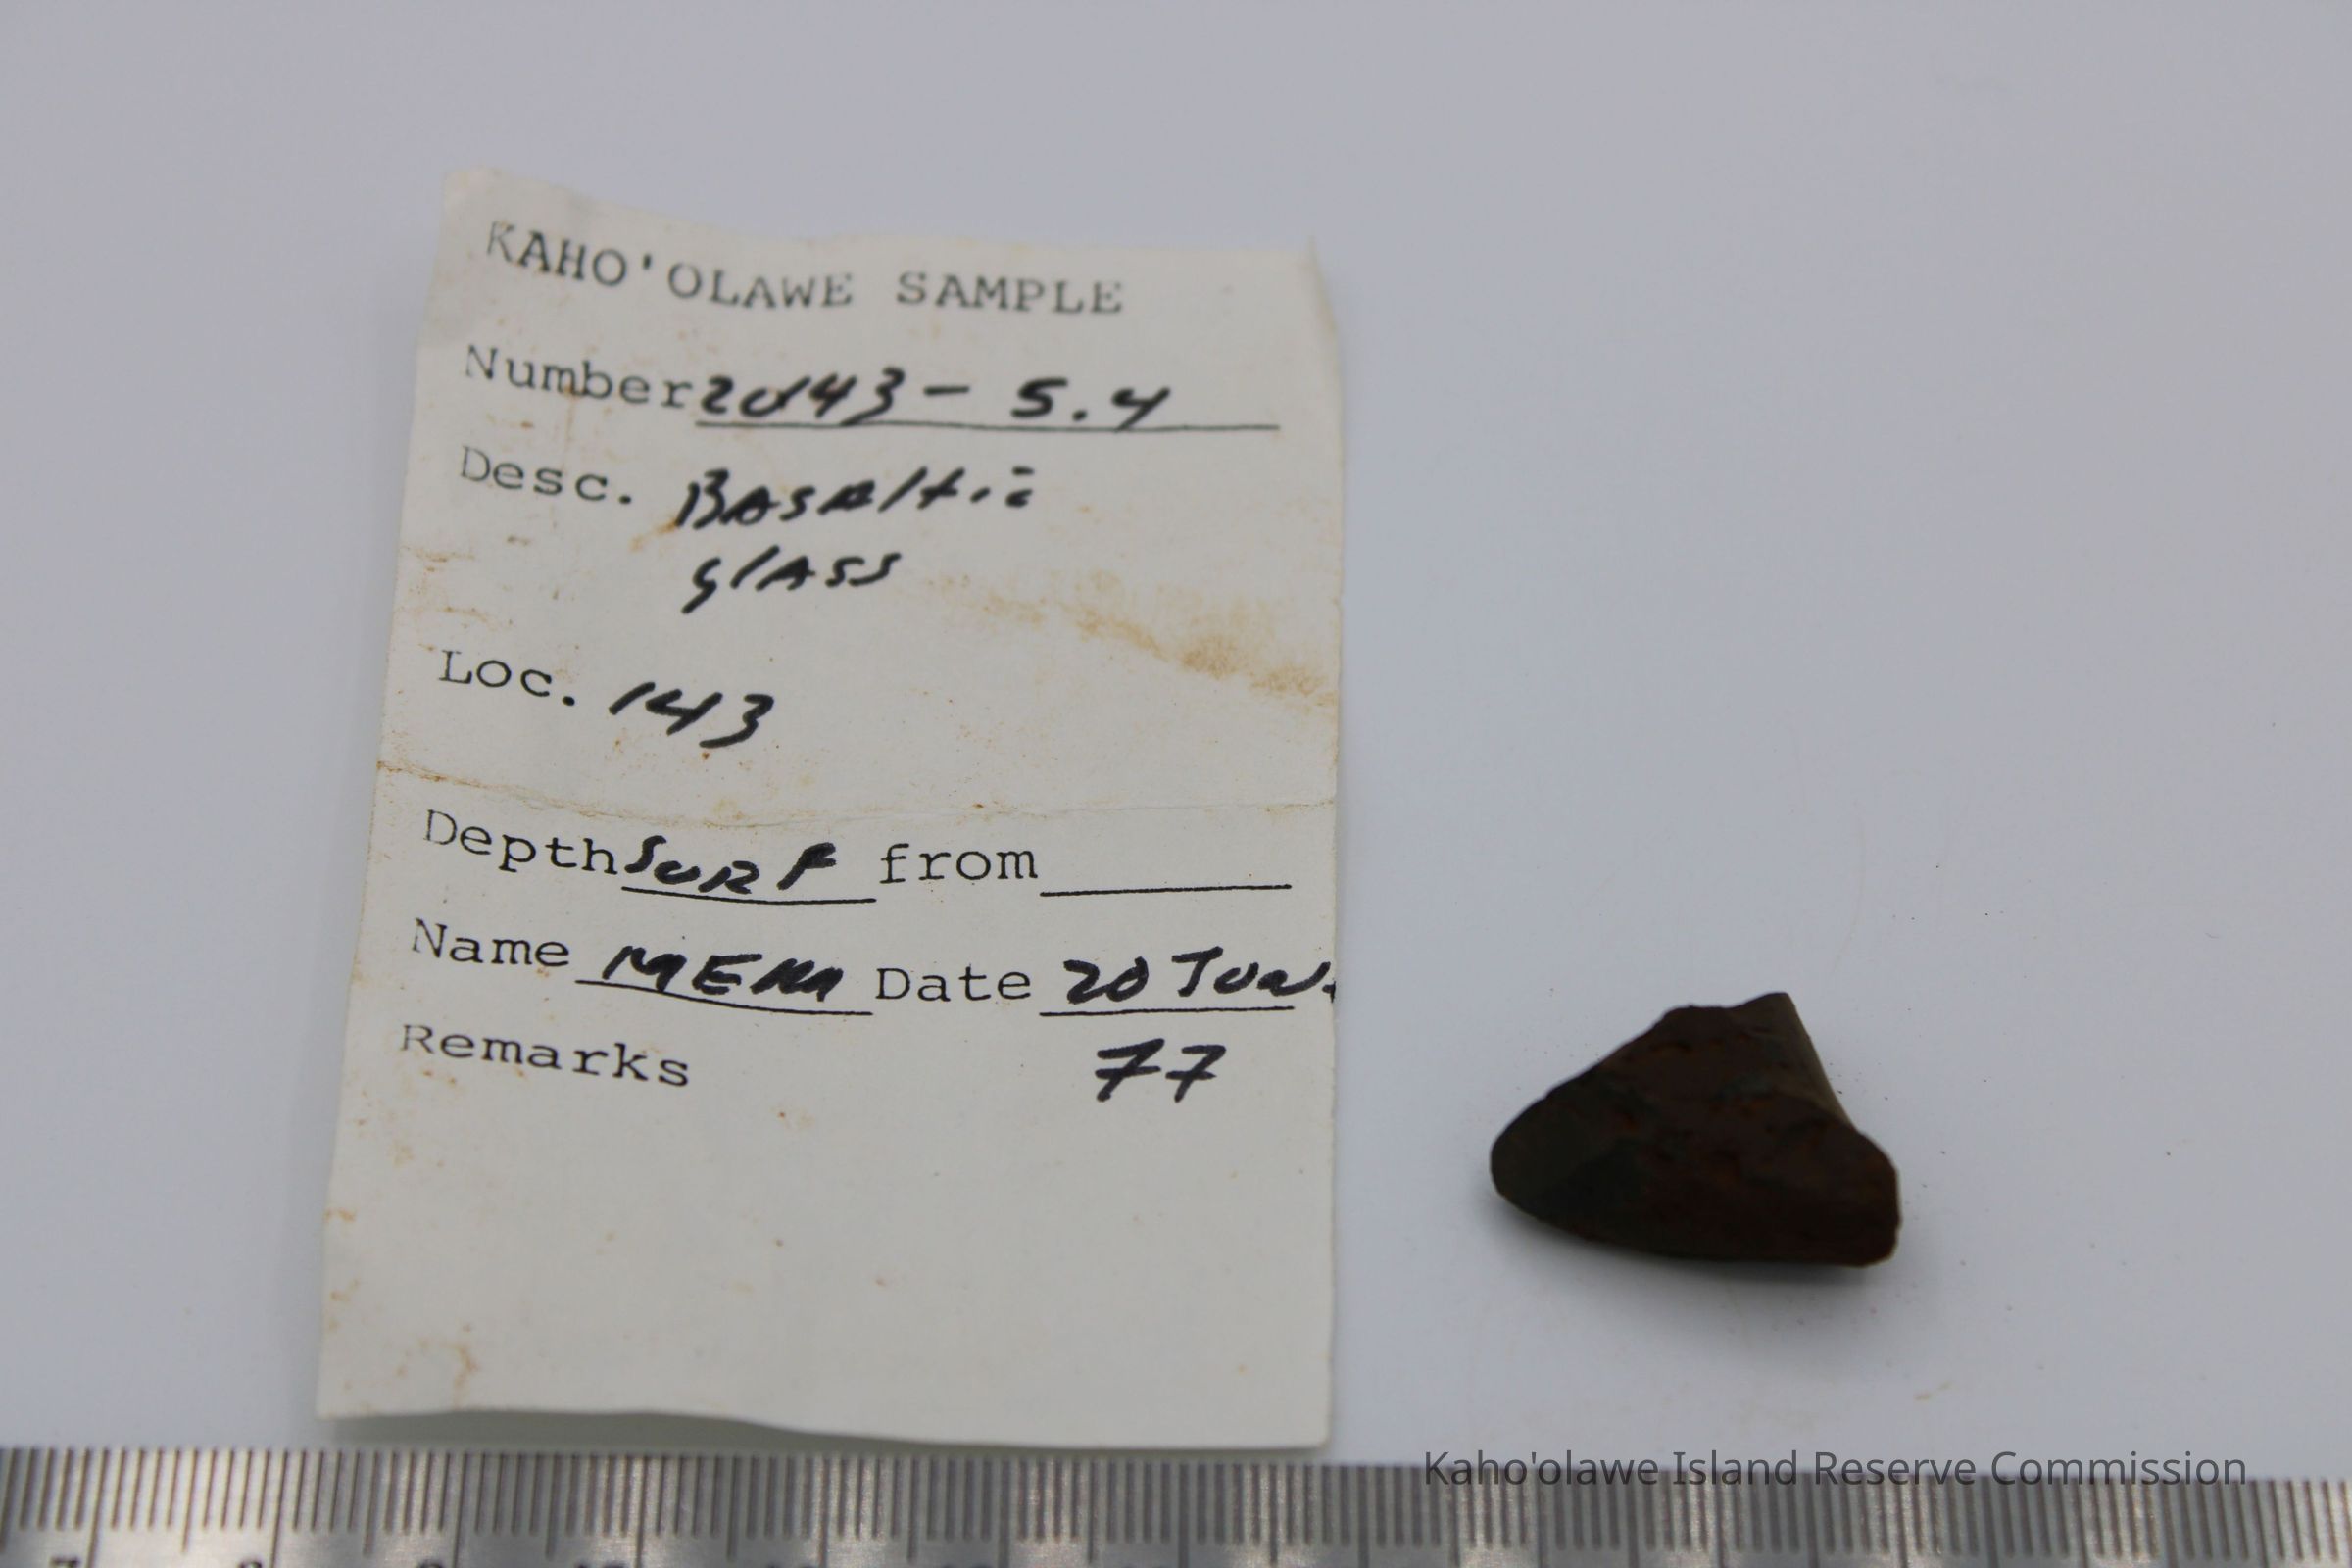 KAHO'OLAWE SAMPLE
Number 20143 - 5.4
Desc. Basaltic
glass
Loc. 143
Depth SURF from
Name MEM Date 20 JUN.
77
Remarks
Kaho'olawe Island Reserve Commission